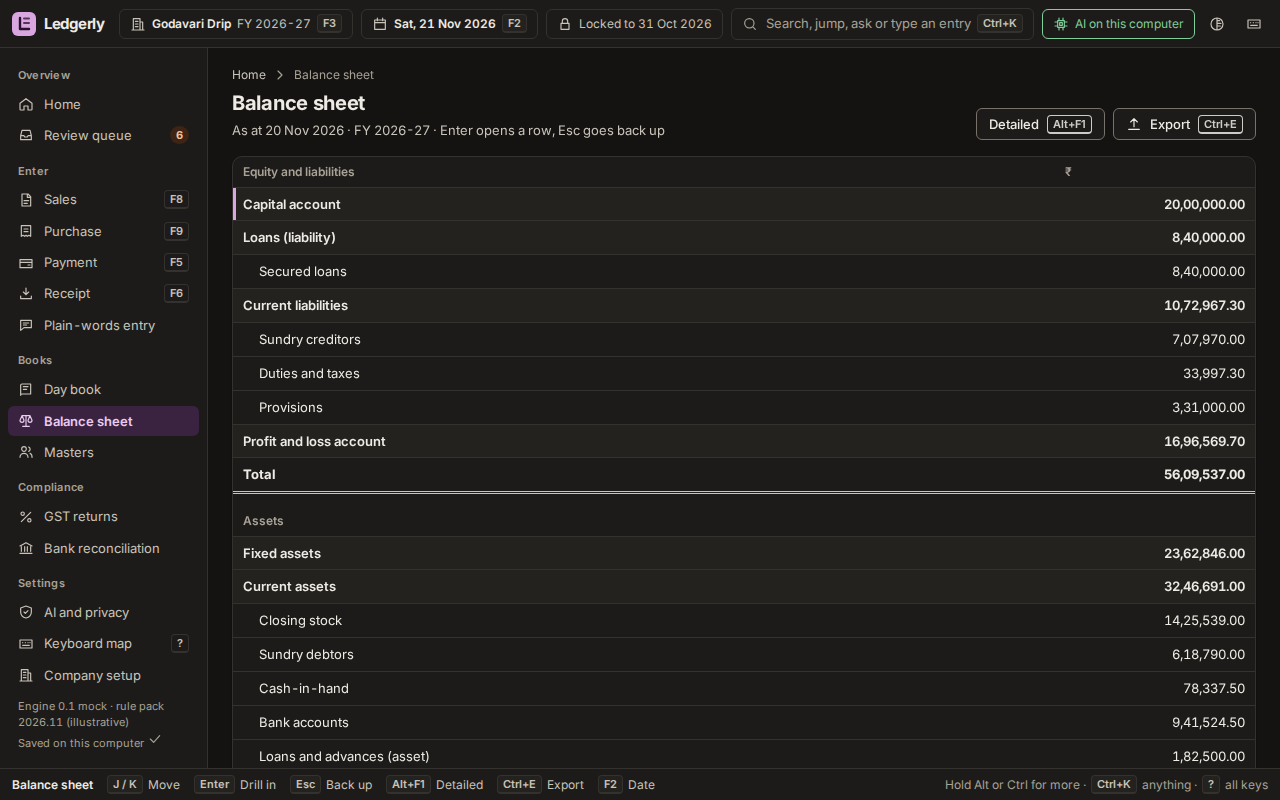 Ledgerly
Godavari Drip FY 2026-27 F3
Sat, 21 Nov 2026 F2
Locked to 31 Oct 2026
Search, jump, ask or type an entry Ctrl+K
AI on this computer
Overview
Home
Review queue 6
Enter
Sales F8
Purchase F9
Payment F5
Receipt F6
Plain-words entry
Books
Day book
Balance sheet
Masters
Compliance
GST returns
Bank reconciliation
Settings
AI and privacy
Keyboard map ?
Company setup
Engine 0.1 mock · rule pack
2026.11 (illustrative)
Saved on this computer
Home Balance sheet
Balance sheet
As at 20 Nov 2026 · FY 2026-27 · Enter opens a row, Esc goes back up
Detailed Alt+F1
Export Ctrl+E
Equity and liabilities ₹
Capital account 20,00,000.00
Loans (liability) 8,40,000.00
Secured loans 8,40,000.00
Current liabilities 10,72,967.30
Sundry creditors 7,07,970.00
Duties and taxes 33,997.30
Provisions 3,31,000.00
Profit and loss account 16,96,569.70
Total 56,09,537.00
Assets
Fixed assets 23,62,846.00
Current assets 32,46,691.00
Closing stock 14,25,539.00
Sundry debtors 6,18,790.00
Cash-in-hand 78,337.50
Bank accounts 9,41,524.50
Loans and advances (asset) 1,82,500.00
Balance sheet J / K Move Enter Drill in Esc Back up Alt+F1 Detailed Ctrl+E Export F2 Date
Hold Alt or Ctrl for more · Ctrl+K anything · ? all keys